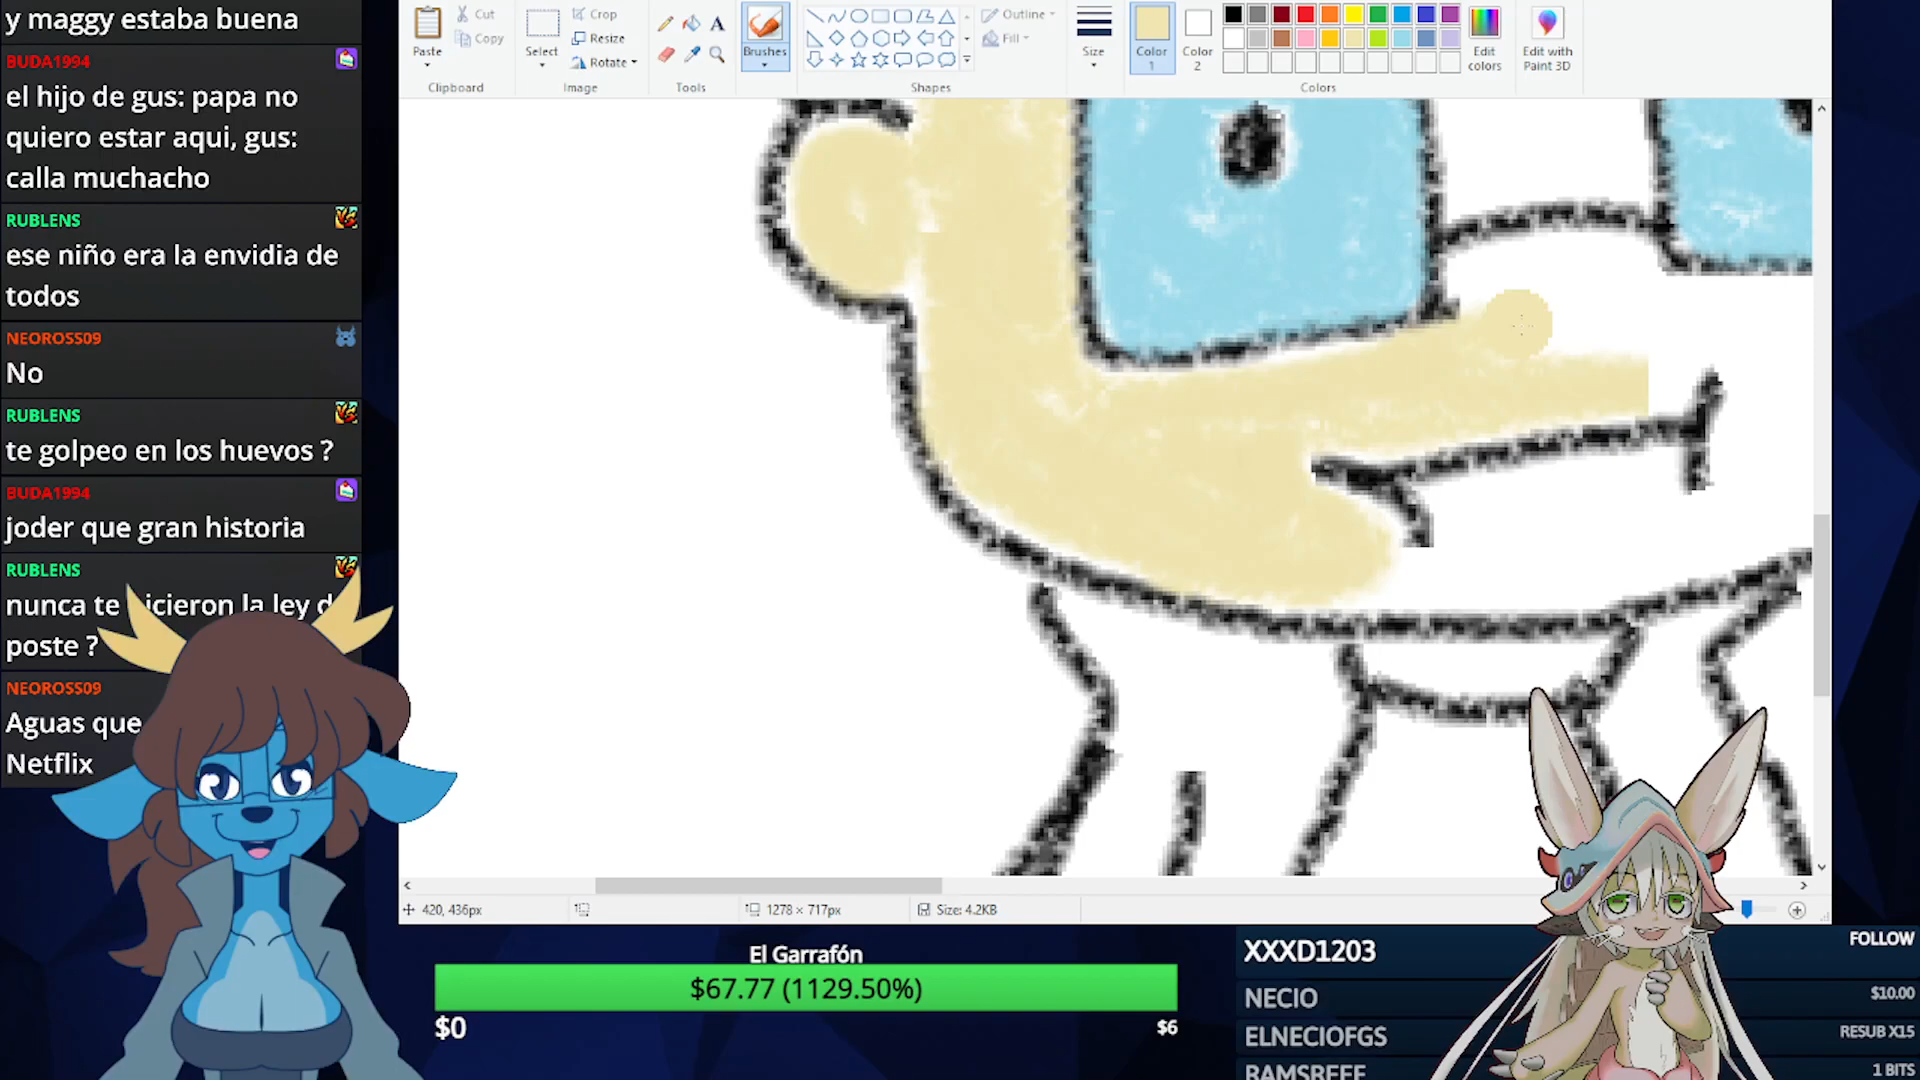 y maggy estaba buena
BUDA1994
el hijo de gus: papa no
quiero estar aqui, gus:
calla muchacho
RUBLENS
ese niño era la envidia de
todos
NEOROSS09
No
RUBLENS
te golpeo en los huevos ?
BUDA1994
joder que gran historia
RUBLENS
nunca te icieron la ley d
poste ?
NEOROSS09
Aguas que
Netflix
Paste
Cut
Copy
Clipboard
Select
Crop
Resize
Rotate
Image
A
Tools
Brushes
Outline
Fill
Shapes
Size
Color
1
Color
2
Edit
colors
Colors
Edit with
Paint 3D
420, 436px
1278 × 717px
Size: 4.2KB
El Garrafón
$67.77 (1129.50%)
$0
$6
XXXD1203
FOLLOW
NECIO
$10.00
ELNECIOFGS
RESUB X15
RAMSREEE
1 BITS